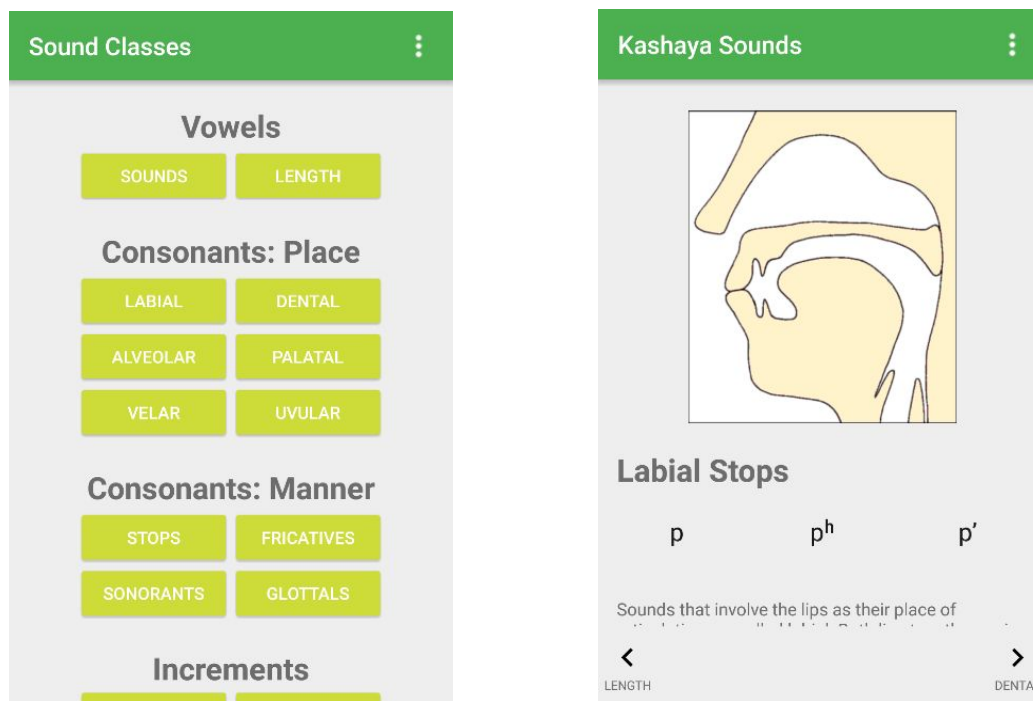 Sound Classes
Vowels
SOUNDS LENGTH
Consonants: Place
LABIAL DENTAL
ALVEOLAR PALATAL
VELAR UVULAR
Consonants: Manner
STOPS FRICATIVES
SONORANTS GLOTTALS
Increments
Kashaya Sounds
Labial Stops
p pʰ p’
Sounds that involve the lips as their place of
LENGTH DENTA